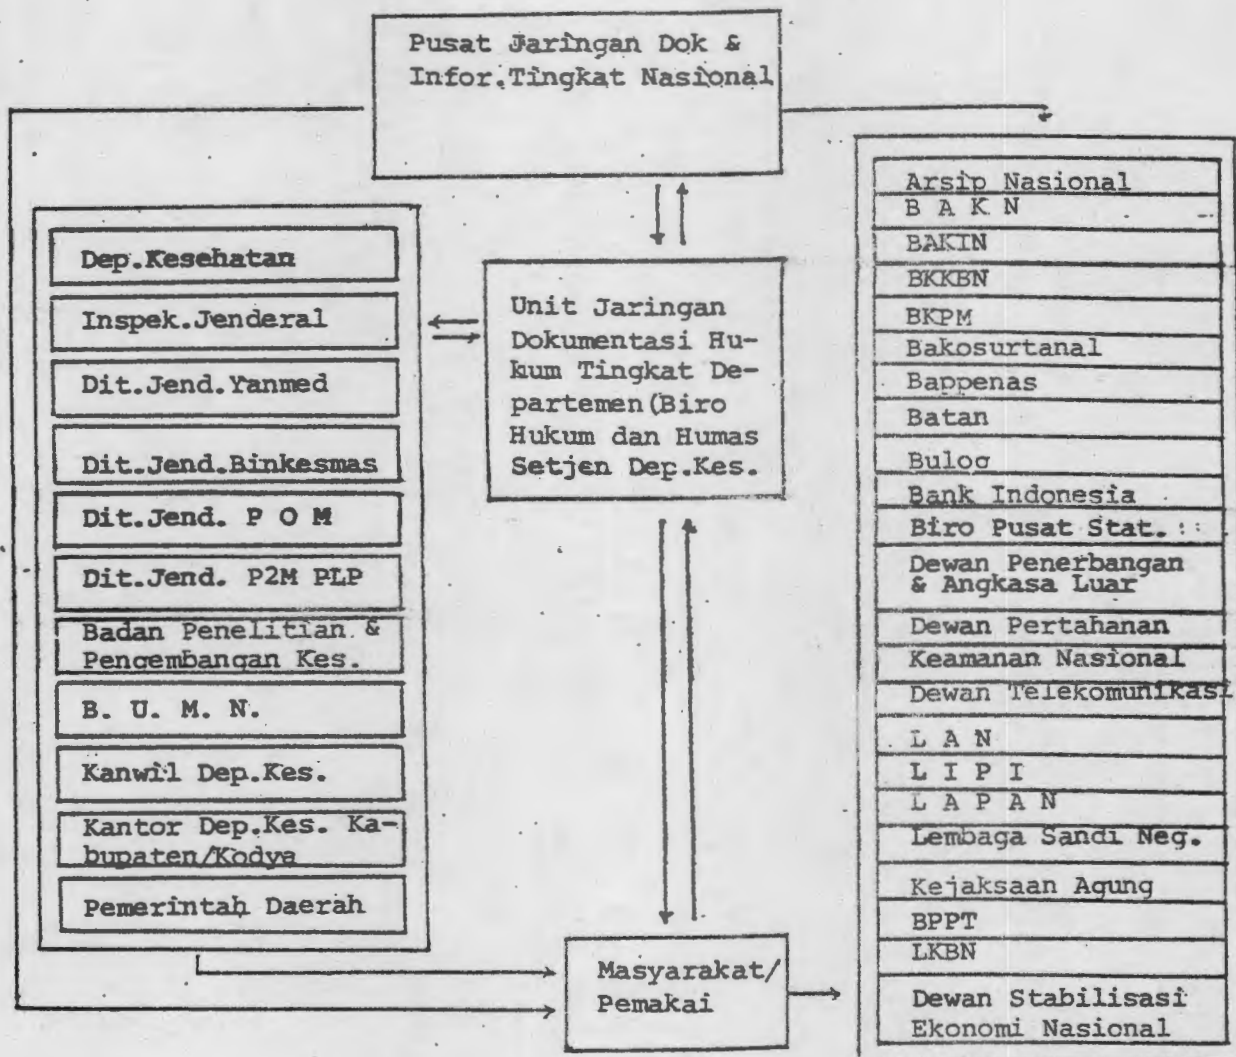 Pusat Jaringan Dok &
Infor.Tingkat Nasional
Dep.Kesehatan
Inspek.Jenderal
Dit.Jend.Yanmed
Dit.Jend.Binkesmas
Dit.Jend. P O M
Dit.Jend. P2M PLP
Badan Penelitian &
Pengembangan Kes.
B. U. M. N.
Kanwil Dep.Kes.
Kantor Dep.Kes. Ka-
bupaten/Kodya
Pemerintah Daerah
Unit Jaringan
Dokumentasi Hu-
kum Tingkat De-
partemen(Biro
Hukum dan Humas
Setjen Dep.Kes.
Masyarakat/
Pemakai
Arsip Nasional
B A K N
BAKIN
BKKBN
BKPM
Bakosurtanal
Bappenas
Batan
Bulog
Bank Indonesia
Biro Pusat Stat.
Dewan Penerbangan
& Angkasa Luar
Dewan Pertahanan
Keamanan Nasional
Dewan Telekomunikasi
L A N
L I P I
L A P A N
Lembaga Sandi Neg.
Kejaksaan Agung
BPPT
LKBN
Dewan Stabilisasi
Ekonomi Nasional